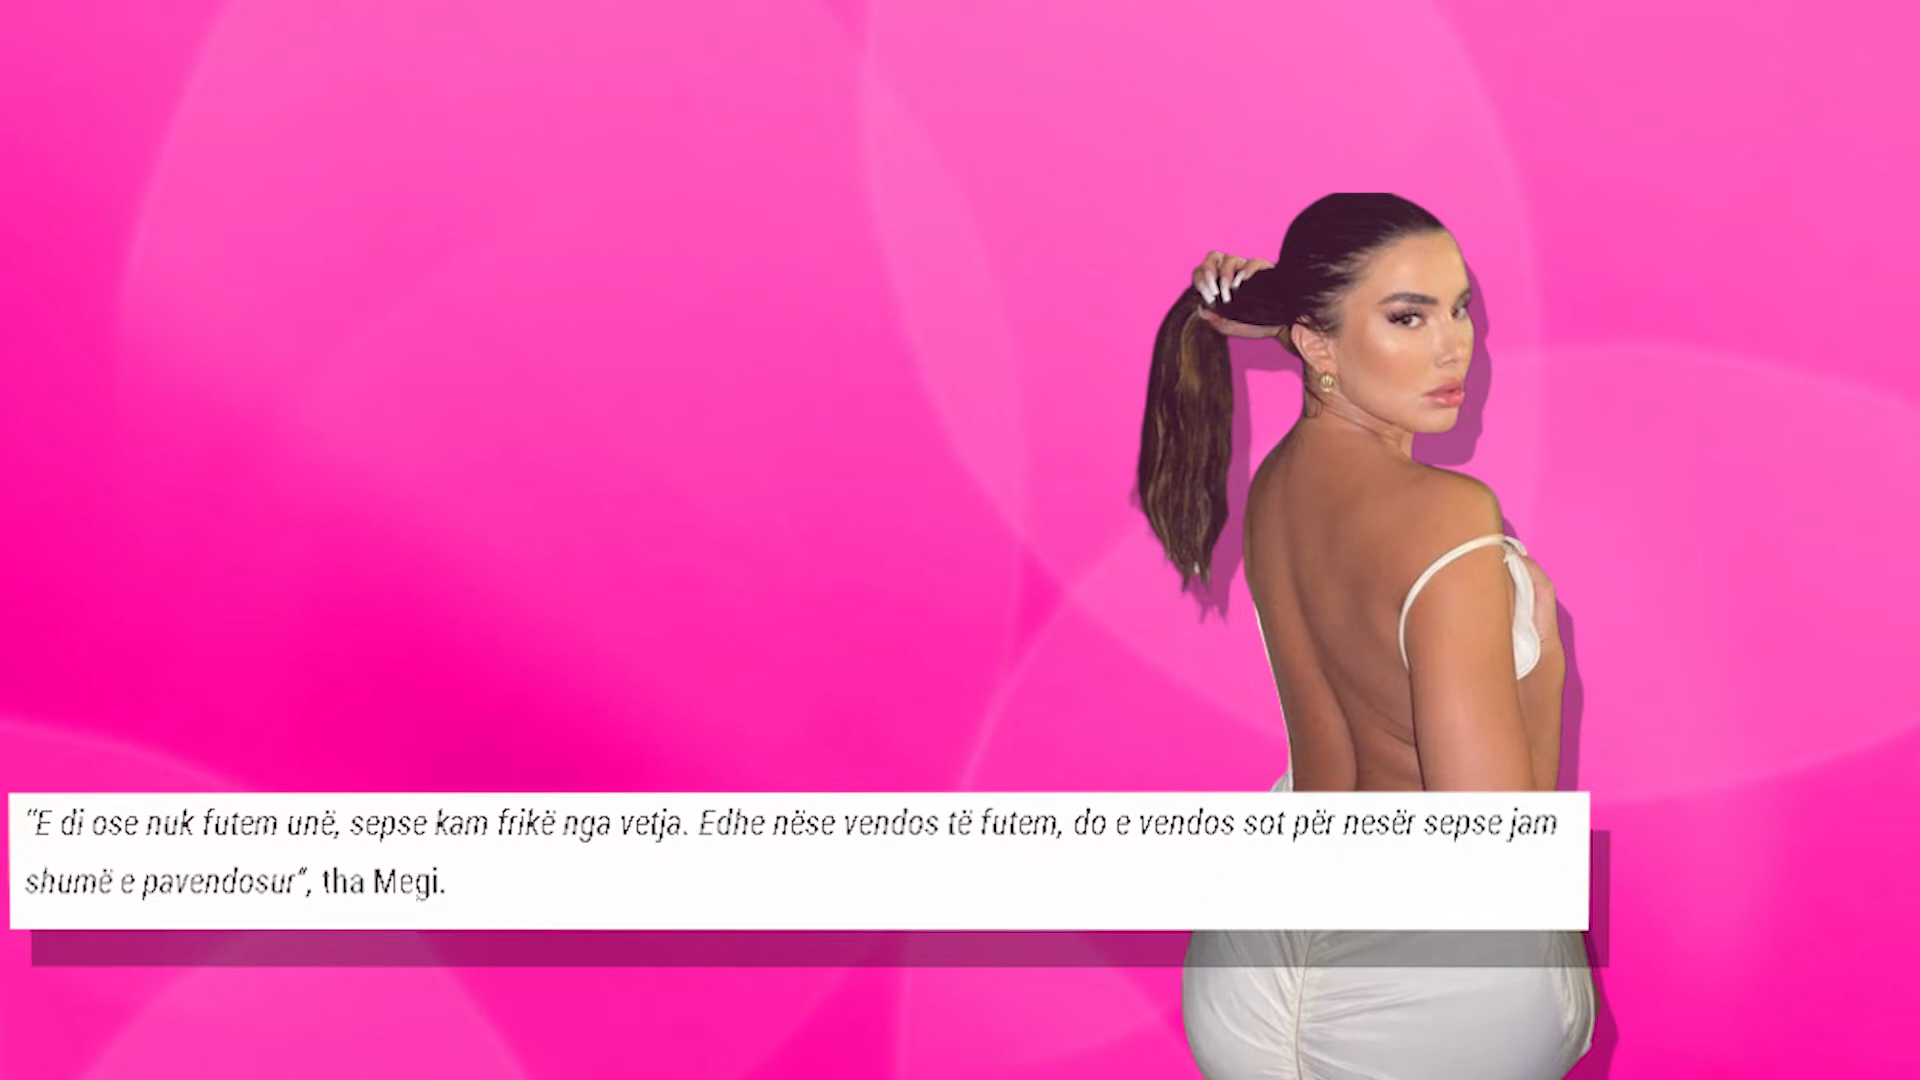 “E di ose nuk futem unë, sepse kam frikë nga vetja. Edhe nëse vendos të futem, do e vendos sot për nesër sepse jam
shumë e pavendosur”, tha Megi.